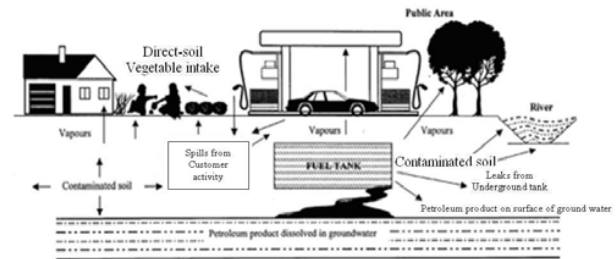 Public Area
Direct-soil
Vegetable intake
River
Vapours
Vapours
Vapours
Spills from
Customer
activity
FUEL TANK
Contaminated soil
Contaminated soil
Leaks from
Underground tank
Petroleum product on surface of ground water
Petroleum product dissolved in groundwater